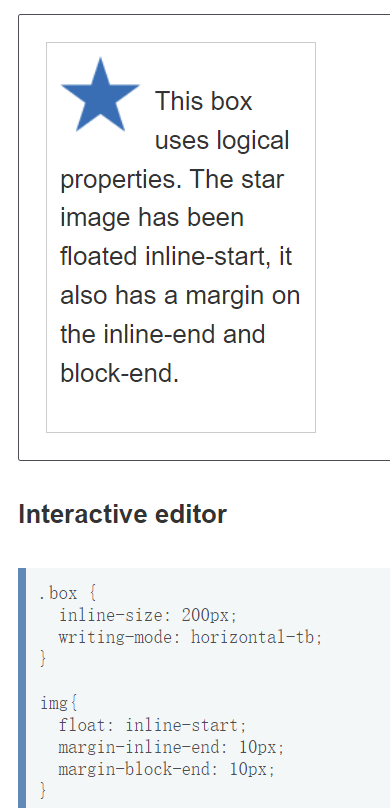 This box
uses logical
properties. The star
image has been
floated inline-start, it
also has a margin on
the inline-end and
block-end.
Interactive editor
.box {
  inline-size: 200px;
  writing-mode: horizontal-tb;
}
img{
  float: inline-start;
  margin-inline-end: 10px;
  margin-block-end: 10px;
}